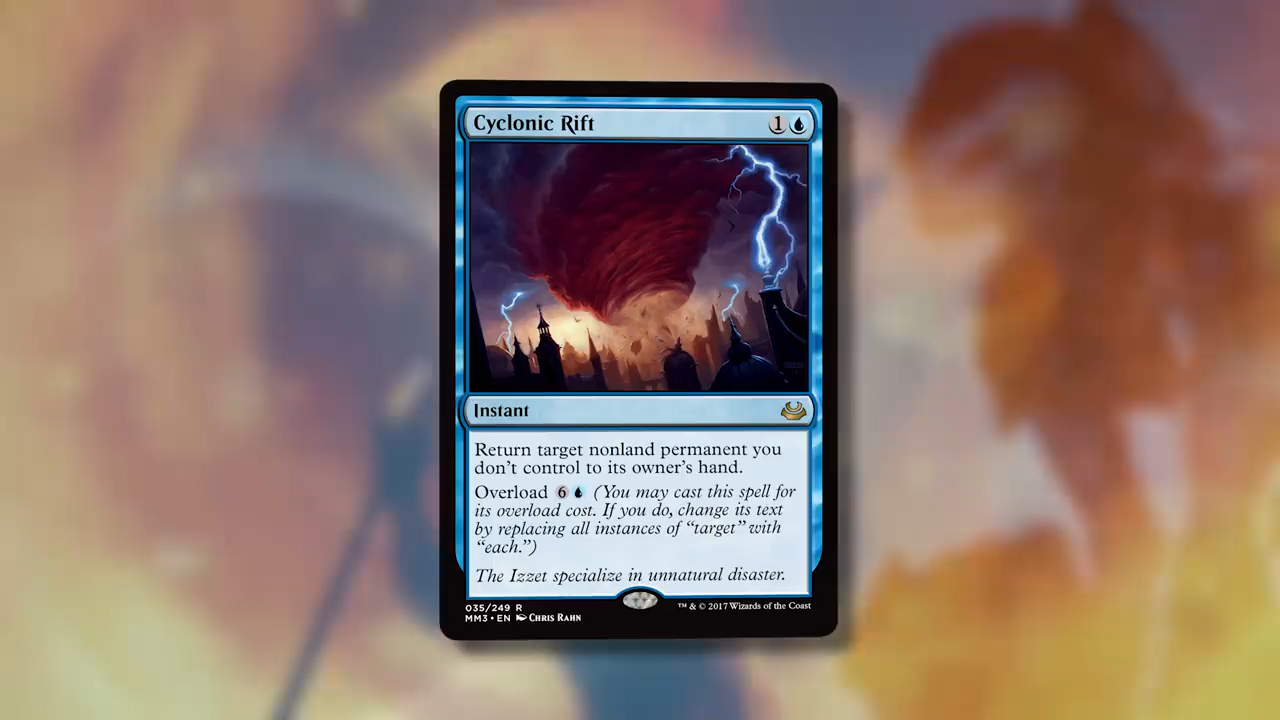 Cyclonic Rift 1
Instant
Return target nonland permanent you
don't control to its owner's hand.
Overload 6 (You may cast this spell for
its overload cost. If you do, change its text
by replacing all instances of “target” with
“each.”)
The Izzet specialize in unnatural disaster.
035/249 R
MM3 • EN Chris Rahn
™ & © 2017 Wizards of the Coast